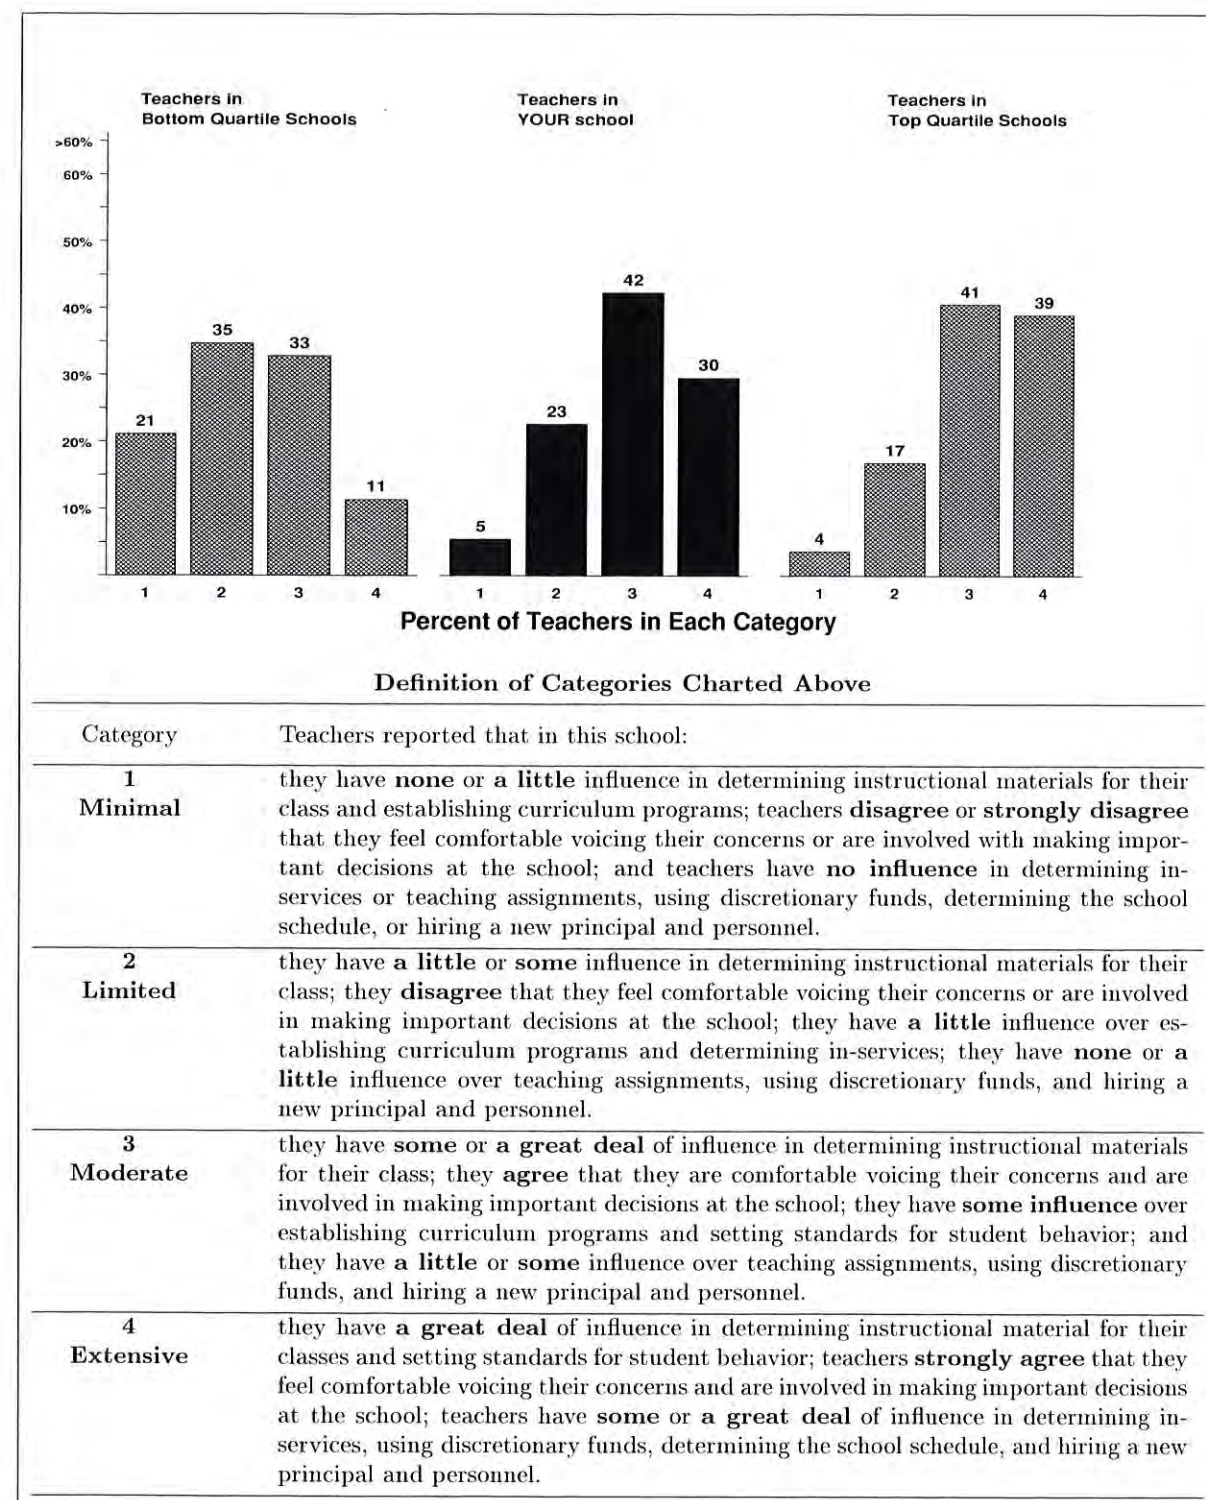 Teachers in
Bottom Quartile Schools
Teachers in
YOUR school
Teachers in
Top Quartile Schools
>60%
60%
50%
40%
30%
20%
10%
21
35
33
11
5
23
42
30
4
17
41
39
1 2 3 4 1 2 3 4 1 2 3 4
Percent of Teachers in Each Category
Definition of Categories Charted Above
Category Teachers reported that in this school:
1
Minimal
they have none or a little influence in determining instructional materials for their
class and establishing curriculum programs; teachers disagree or strongly disagree
that they feel comfortable voicing their concerns or are involved with making impor-
tant decisions at the school; and teachers have no influence in determining in-
services or teaching assignments, using discretionary funds, determining the school
schedule, or hiring a new principal and personnel.
2
Limited
they have a little or some influence in determining instructional materials for their
class; they disagree that they feel comfortable voicing their concerns or are involved
in making important decisions at the school; they have a little influence over es-
tablishing curriculum programs and determining in-services; they have none or a
little influence over teaching assignments, using discretionary funds, and hiring a
new principal and personnel.
3
Moderate
they have some or a great deal of influence in determining instructional materials
for their class; they agree that they are comfortable voicing their concerns and are
involved in making important decisions at the school; they have some influence over
establishing curriculum programs and setting standards for student behavior; and
they have a little or some influence over teaching assignments, using discretionary
funds, and hiring a new principal and personnel.
4
Extensive
they have a great deal of influence in determining instructional material for their
classes and setting standards for student behavior; teachers strongly agree that they
feel comfortable voicing their concerns and are involved in making important decisions
at the school; teachers have some or a great deal of influence in determining in-
services, using discretionary funds, determining the school schedule, and hiring a new
principal and personnel.